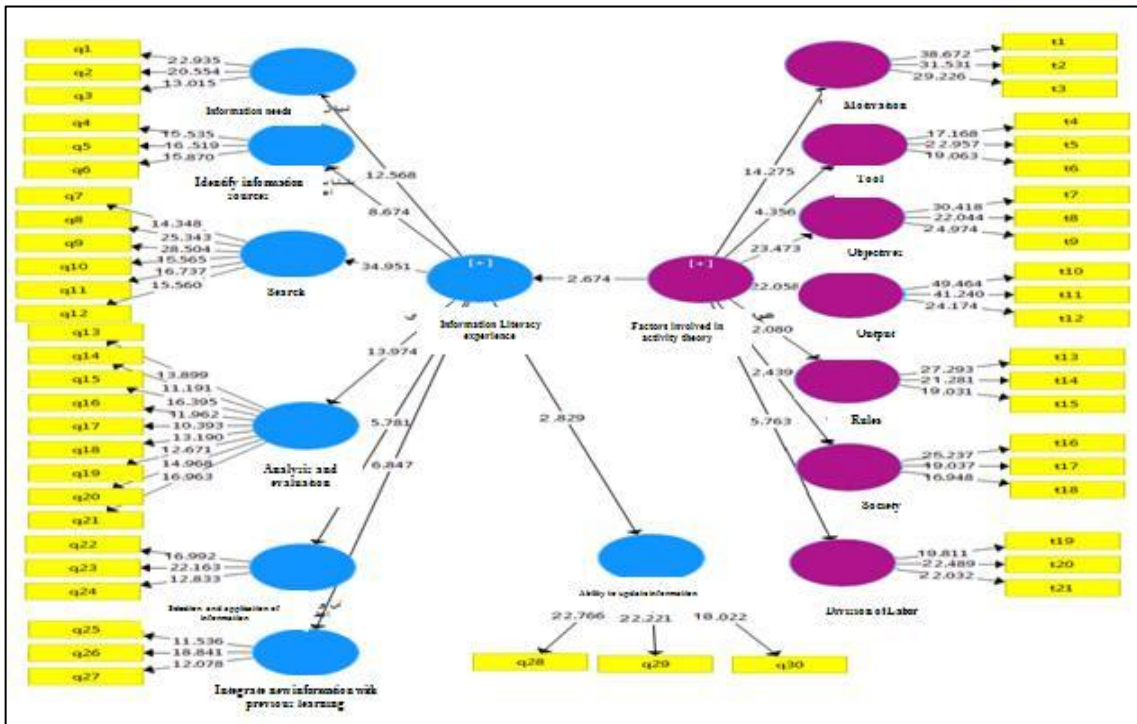 q1
22.935
q2
20.554
q3
13.015
Information needs
q4
15.535
q5
16.519
q6
15.870
Identify information
sources
q7
14.348
q8
25.343
q9
28.504
q10
15.565
q11
16.737
q12
15.560
Search
q13
13.899
q14
11.191
q15
16.395
q16
11.962
q17
10.393
q18
13.190
q19
12.671
q20
14.968
q21
16.963
Analysis and
evaluation
q22
16.992
q23
22.163
q24
12.833
Selection and application of
information
q25
11.536
q26
18.841
q27
12.078
Integrate new information with
previous learning
12.568
8.674
34.951
13.974
5.781
6.847
2.829
[+]
Information Literacy
experience
2.674
[+]
Factors involved in
activity theory
14.275
4.356
23.473
22.058
2.080
2.439
5.763
Ability to update information
22.766
22.221
18.022
q28
q29
q30
Motivation
38.672
t1
31.531
t2
29.226
t3
Tool
17.168
t4
22.957
t5
19.063
t6
Objectives
30.418
t7
22.044
t8
24.974
t9
Output
49.464
t10
41.240
t11
24.174
t12
Rules
27.293
t13
21.281
t14
19.031
t15
Society
25.237
t16
19.037
t17
16.948
t18
Division of Labor
19.811
t19
22.489
t20
22.032
t21